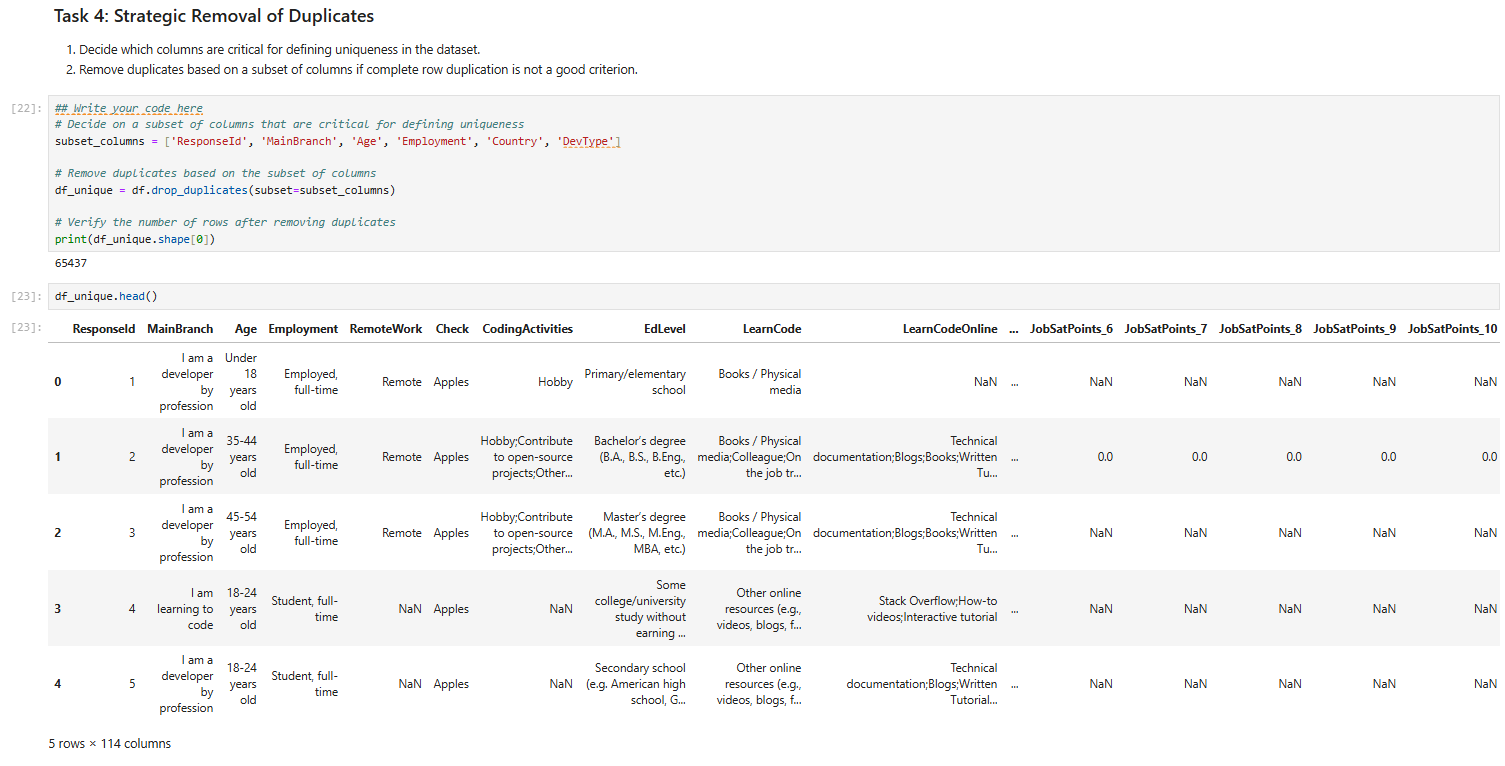 Task 4: Strategic Removal of Duplicates
1. Decide which columns are critical for defining uniqueness in the dataset.
2. Remove duplicates based on a subset of columns if complete row duplication is not a good criterion.
[22]:
## Write your code here
# Decide on a subset of columns that are critical for defining uniqueness
subset_columns = ['ResponseId', 'MainBranch', 'Age', 'Employment', 'Country', 'DevType']
# Remove duplicates based on the subset of columns
df_unique = df.drop_duplicates(subset=subset_columns)
# Verify the number of rows after removing duplicates
print(df_unique.shape[0])
65437
[23]:
df_unique.head()
[23]:
ResponseId MainBranch Age Employment RemoteWork Check CodingActivities EdLevel LearnCode LearnCodeOnline ... JobSatPoints_6 JobSatPoints_7 JobSatPoints_8 JobSatPoints_9 JobSatPoints_10
0 1 I am a developer by profession Under 18 years old Employed, full-time Remote Apples Hobby Primary/elementary school Books / Physical media NaN ... NaN NaN NaN NaN NaN
1 2 I am a developer by profession 35-44 years old Employed, full-time Remote Apples Hobby;Contribute to open-source projects;Other... Bachelor's degree (B.A., B.S., B.Eng., etc.) Books / Physical media;Colleague;On the job tr... Technical documentation;Blogs;Books;Written Tu... ... 0.0 0.0 0.0 0.0 0.0
2 3 I am a developer by profession 45-54 years old Employed, full-time Remote Apples Hobby;Contribute to open-source projects;Other... Master's degree (M.A., M.S., M.Eng., MBA, etc.) Books / Physical media;Colleague;On the job tr... Technical documentation;Blogs;Books;Written Tu... ... NaN NaN NaN NaN NaN
3 4 I am learning to code 18-24 years old Student, full-time NaN Apples NaN Some college/university study without earning ... Other online resources (e.g., videos, blogs, f... Stack Overflow;How-to videos;Interactive tutorial ... NaN NaN NaN NaN NaN
4 5 I am a developer by profession 18-24 years old Student, full-time NaN Apples NaN Secondary school (e.g. American high school, G... Other online resources (e.g., videos, blogs, f... Technical documentation;Blogs;Written Tutorial... ... NaN NaN NaN NaN NaN
5 rows × 114 columns